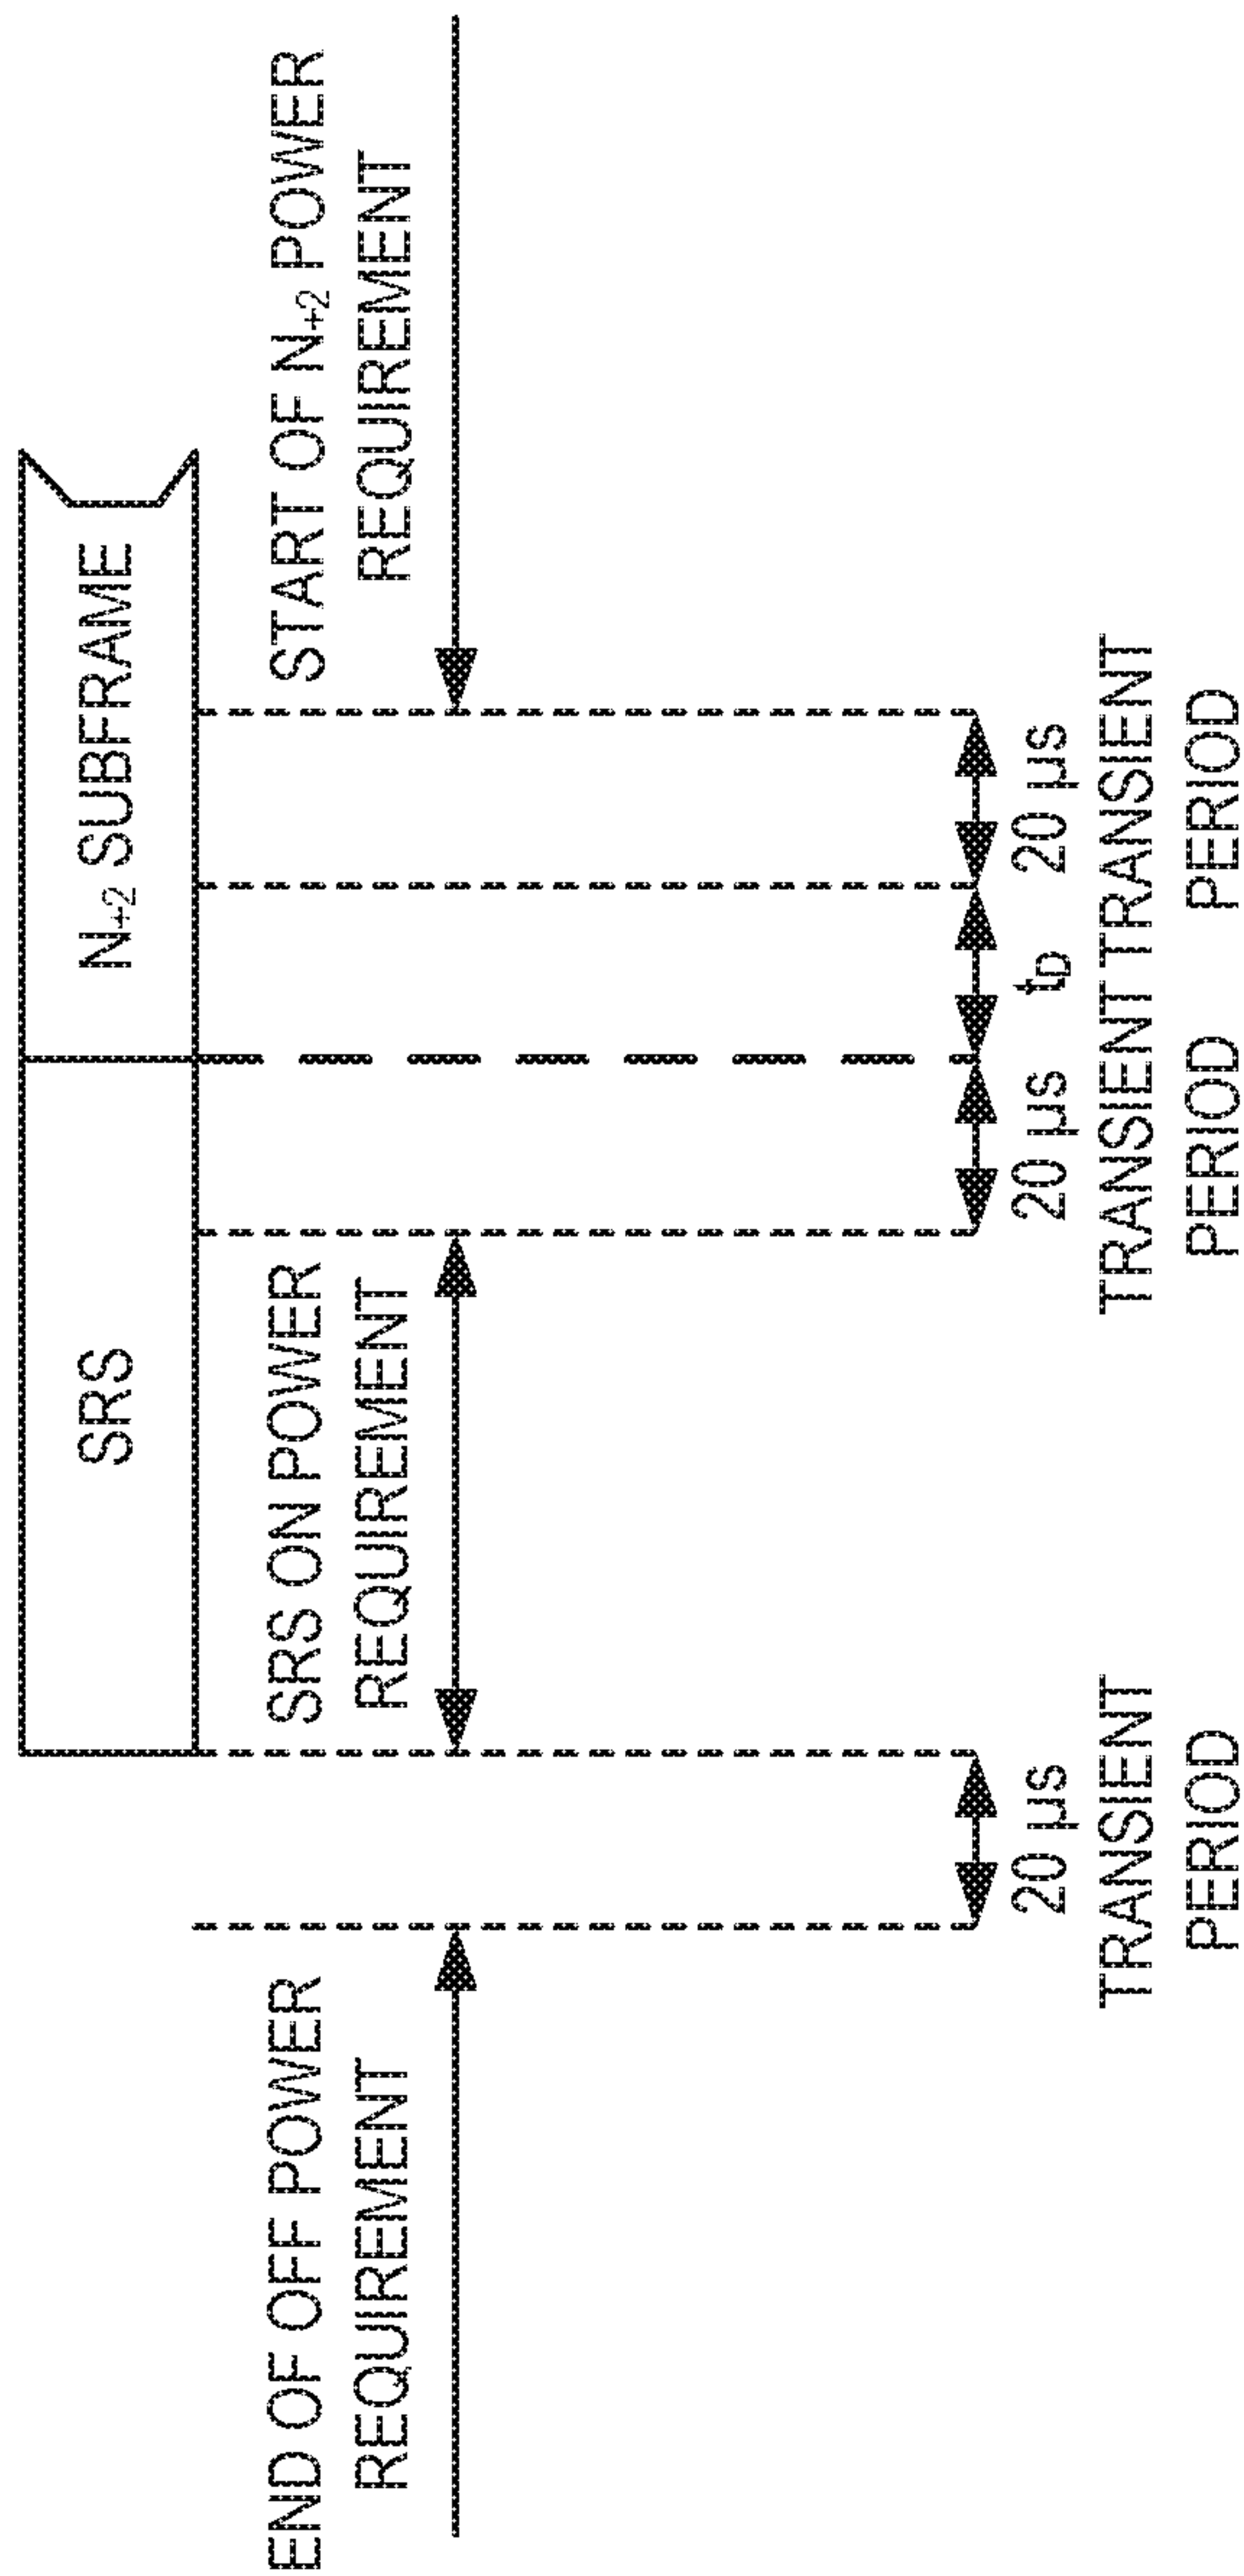 SRS
N+2 SUBFRAME
END OF OFF POWER
REQUIREMENT
SRS ON POWER
REQUIREMENT
START OF N+2 POWER
REQUIREMENT
20 µs
TRANSIENT
PERIOD
20 µs
TRANSIENT
PERIOD
tD
20 µs
TRANSIENT
PERIOD